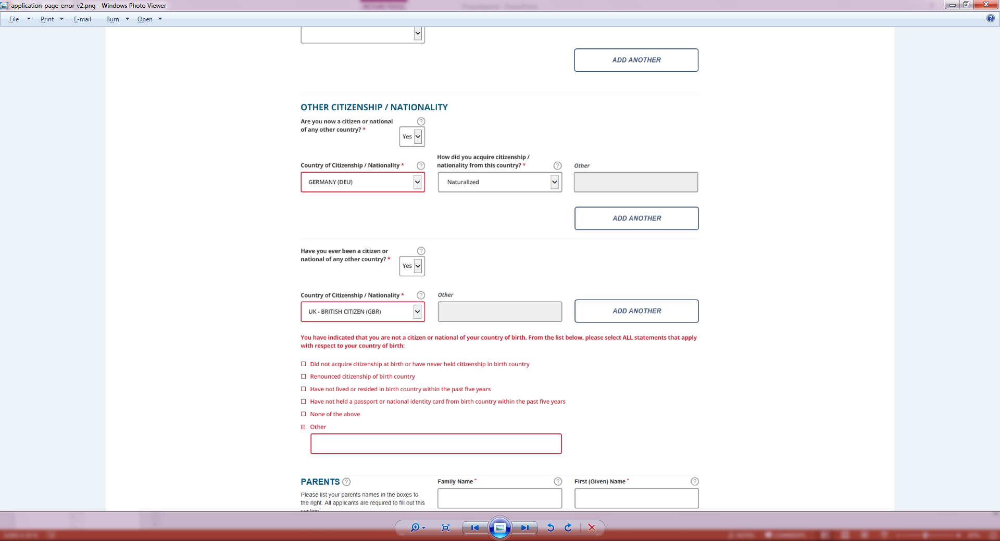 application-page-error-v2.png - Windows Photo Viewer
File Print E-mail Burn Open
ADD ANOTHER
OTHER CITIZENSHIP / NATIONALITY
Are you now a citizen or national
of any other country? *
Yes
How did you acquire citizenship /
Country of Citizenship / Nationality * nationality from this country? * Other
GERMANY (DEU) Naturalized
ADD ANOTHER
Have you ever been a citizen or
national of any other country? *
Yes
Country of Citizenship / Nationality * Other
UK - BRITISH CITIZEN (GBR) ADD ANOTHER
You have indicated that you are not a citizen or national of your country of birth. From the list below, please select ALL statements that apply
with respect to your country of birth:
Did not acquire citizenship at birth or have never held citizenship in birth country
Renounced citizenship of birth country
Have not lived or resided in birth country within the past five years
Have not held a passport or national identity card from birth country within the past five years
None of the above
Other
PARENTS Family Name * First (Given) Name *
Please list your parents names in the boxes to
the right. All applicants are required to fill out this
section